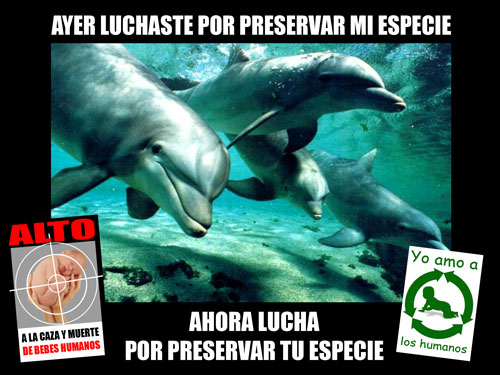 AYER LUCHASTE POR PRESERVAR MI ESPECIE
ALTO
A LA CAZA Y MUERTE
DE BEBES HUMANOS
Yo amo a
los humanos
AHORA LUCHA
POR PRESERVAR TU ESPECIE